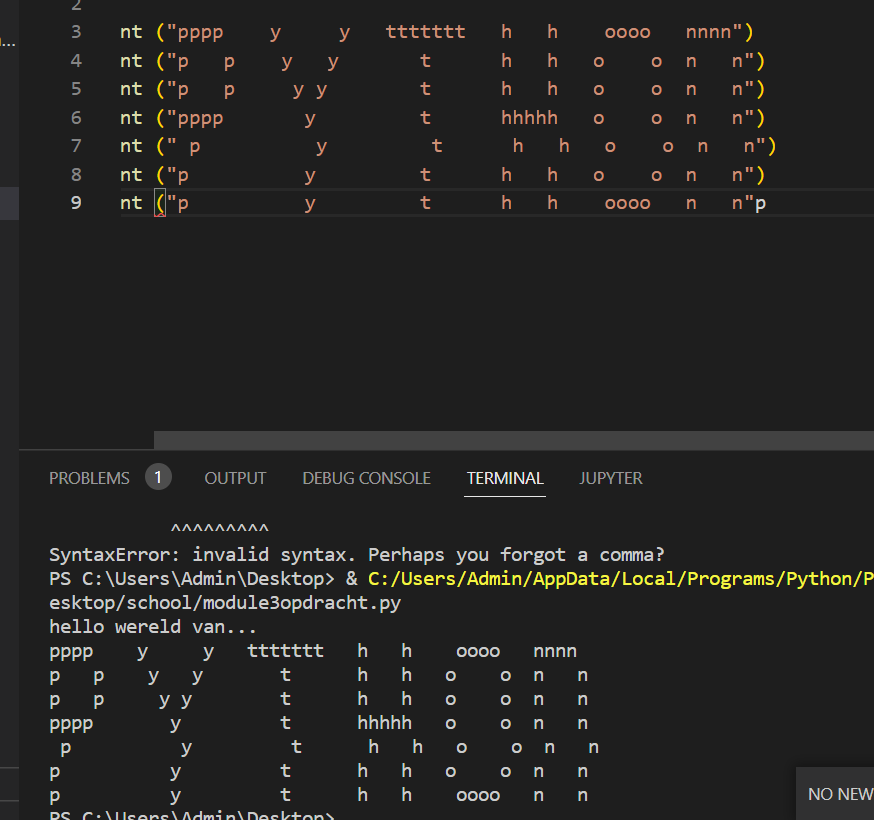 2
3 nt ("pppp    y     y   ttttttt   h   h    oooo   nnnn")
4 nt ("p   p    y   y       t      h   h   o    o  n   n")
5 nt ("p   p     y y        t      h   h   o    o  n   n")
6 nt ("pppp       y         t      hhhhh   o    o  n   n")
7 nt (" p          y         t      h   h   o    o  n   n")
8 nt ("p          y         t      h   h   o    o  n   n")
9 nt ("p          y         t      h   h    oooo   n   n"p
...
PROBLEMS 1 OUTPUT DEBUG CONSOLE TERMINAL JUPYTER
^^^^^^^^^
SyntaxError: invalid syntax. Perhaps you forgot a comma?
PS C:\Users\Admin\Desktop> & C:/Users/Admin/AppData/Local/Programs/Python/P
esktop/school/module3opdracht.py
hello wereld van...
pppp    y     y   ttttttt   h   h    oooo   nnnn
p   p    y   y       t      h   h   o    o  n   n
p   p     y y        t      h   h   o    o  n   n
pppp       y         t      hhhhh   o    o  n   n
 p          y         t      h   h   o    o  n   n
p          y         t      h   h   o    o  n   n
p          y         t      h   h    oooo   n   n
PS C:\Users\Admin\Desktop>
NO NEW